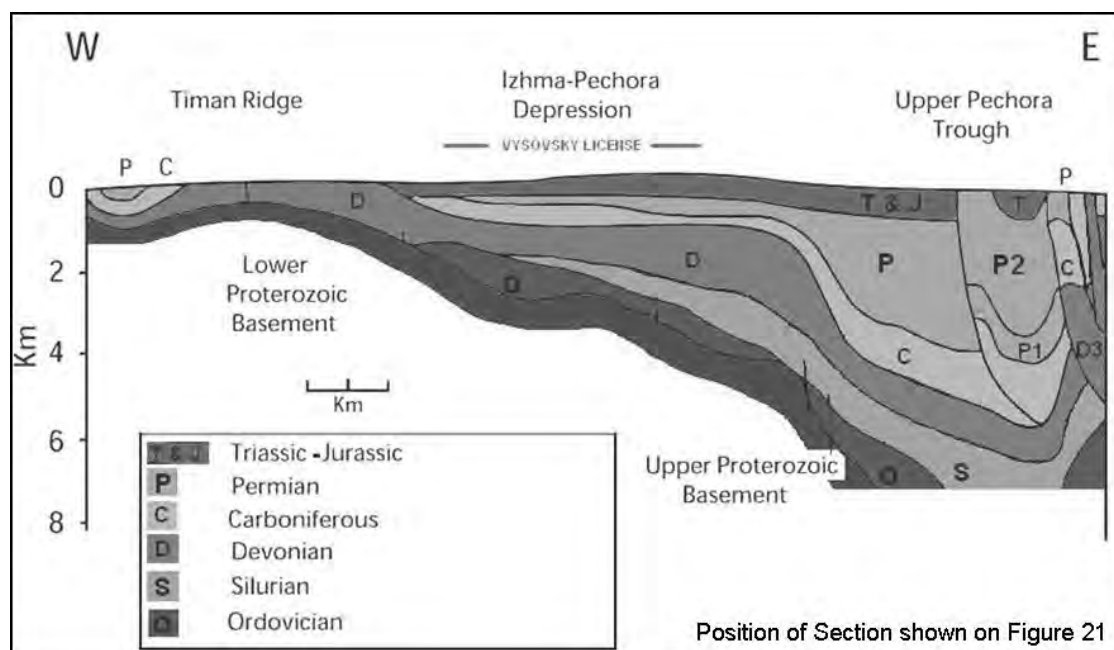 W
E
Timan Ridge
Izhma-Pechora
Depression
VYSOVSKY LICENSE
Upper Pechora
Trough
P
C
P
0
2
4
6
8
Km
D
T & J
T
D
P
P2
C
O
Lower
Proterozoic
Basement
C
P1
D3
Km
Upper Proterozoic
Basement
O
S
T & J Triassic -Jurassic
P Permian
C Carboniferous
D Devonian
S Silurian
O Ordovician
Position of Section shown on Figure 21